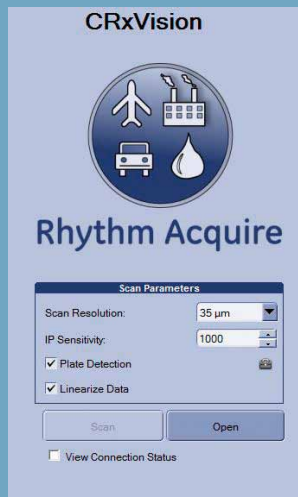 CRxVision
Rhythm Acquire
Scan Parameters
Scan Resolution: 35 µm
IP Sensitivity: 1000
Plate Detection
Linearize Data
Scan Open
View Connection Status